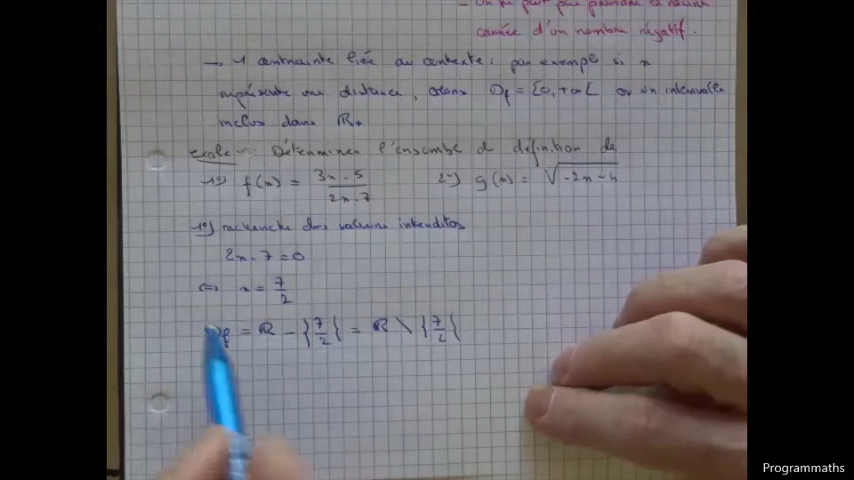 - On ne peut pas prendre la racine
carrée d'un nombre négatif.
→ 1 contrainte liée au contexte : par exemple si x
représente une distance, alors Df = [0, +∞[ ou un intervalle
inclus dans R+
exple : Déterminer l'ensemble de définition de
1°) f(x) = (3x - 5)/(2x - 7) 2°) g(x) = √(-2x - 4)
1°) recherche des valeurs interdites
2x - 7 = 0
⇔ x = 7/2
Df = R - {7/2} = R \ {7/2}
Programmaths